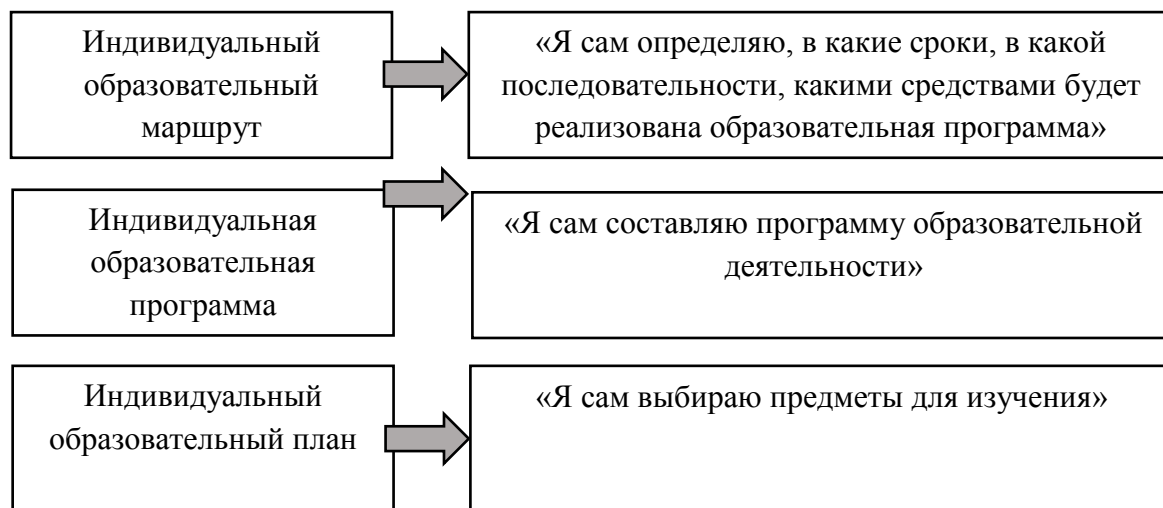 Индивидуальный
образовательный
маршрут
«Я сам определяю, в какие сроки, в какой
последовательности, какими средствами будет
реализована образовательная программа»
Индивидуальная
образовательная
программа
«Я сам составляю программу образовательной
деятельности»
Индивидуальный
образовательный план
«Я сам выбираю предметы для изучения»